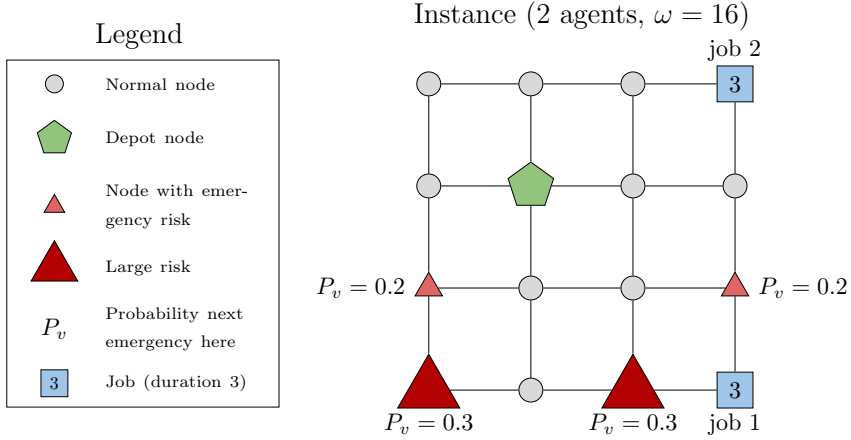 Instance (2 agents, ω = 16)
Legend
Normal node
Depot node
Node with emer-
gency risk
Large risk
P_v Probability next
emergency here
3 Job (duration 3)
job 2
3
P_v = 0.2
P_v = 0.2
3
P_v = 0.3
P_v = 0.3
job 1